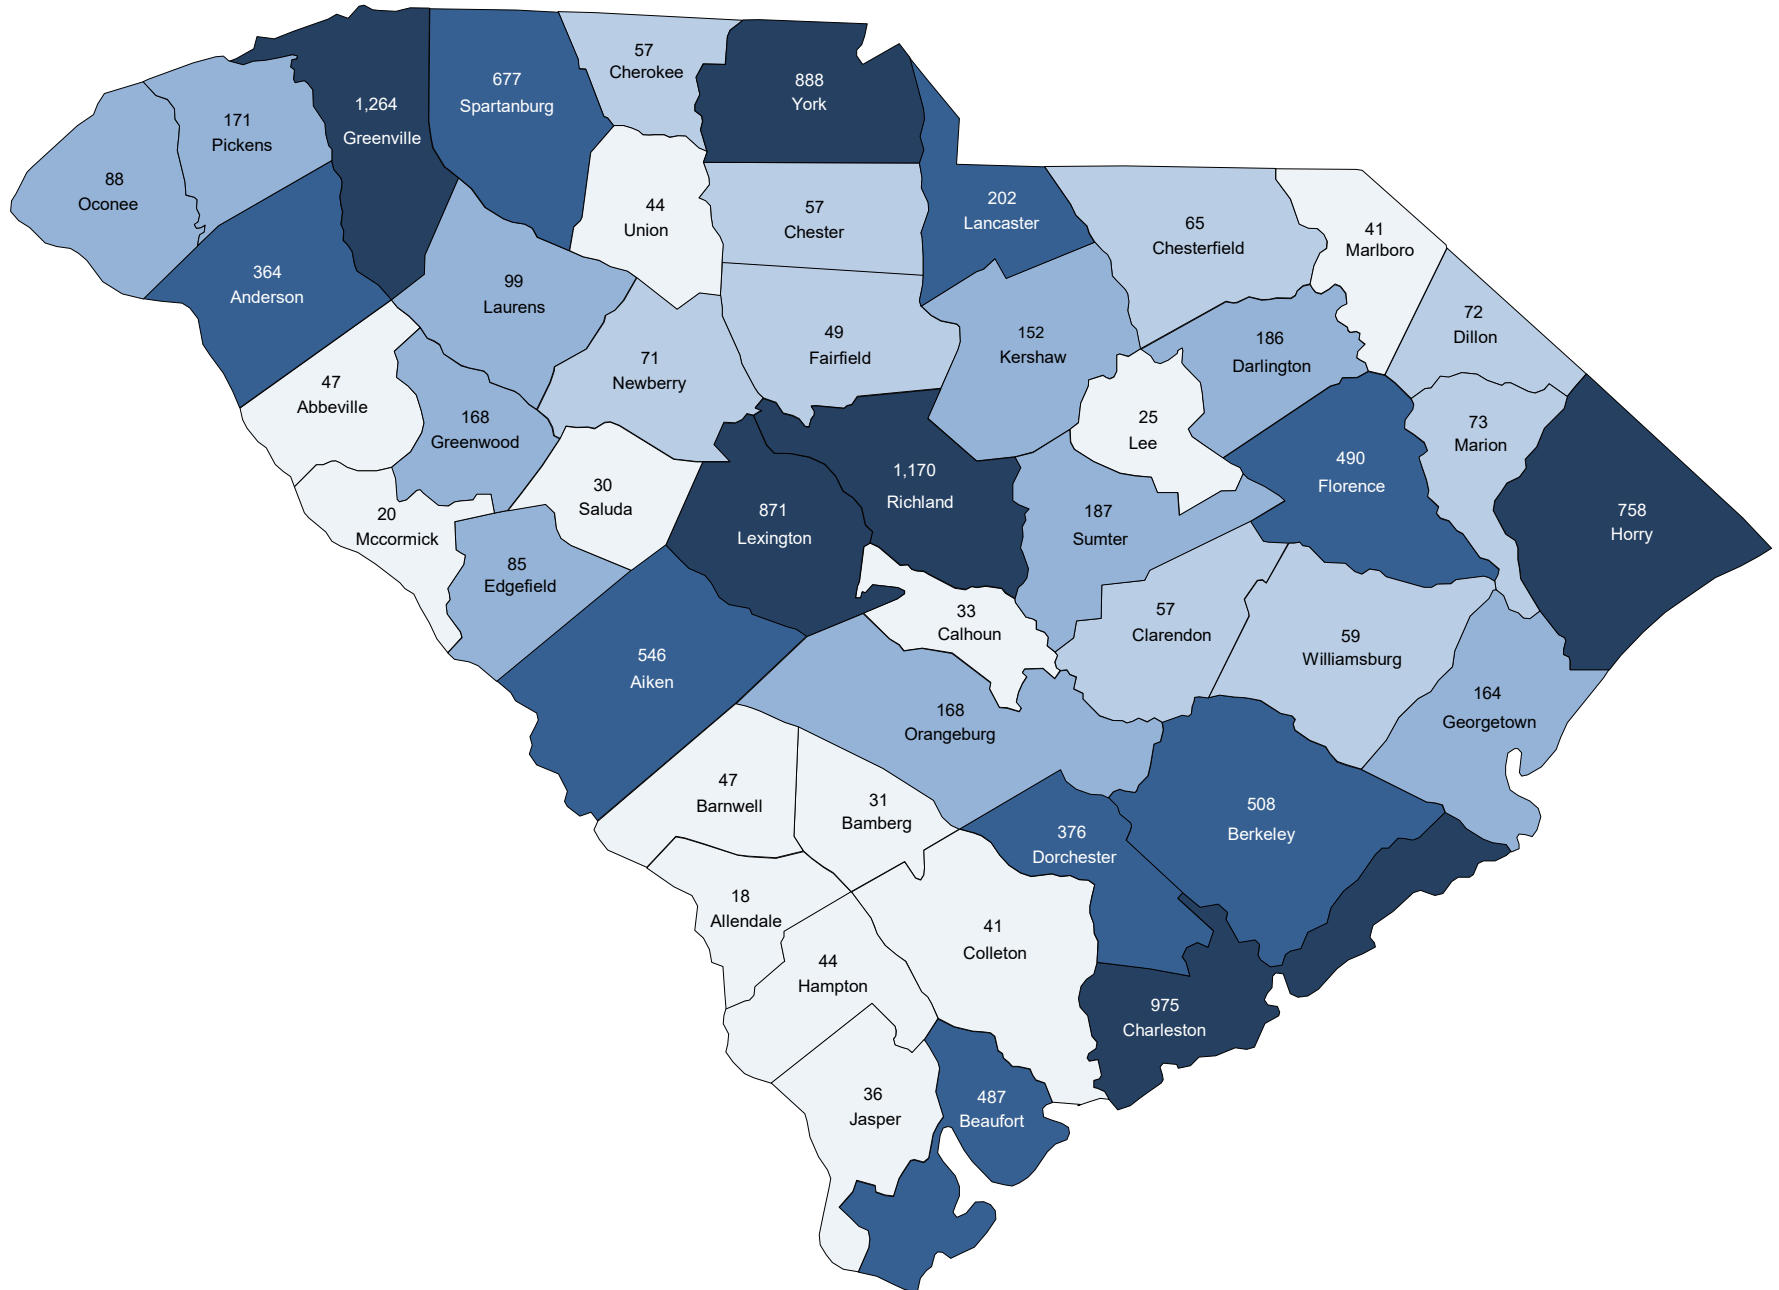 57
Cherokee
677
Spartanburg
888
York
1,264
Greenville
171
Pickens
88
Oconee
44
Union
57
Chester
202
Lancaster
65
Chesterfield
41
Marlboro
364
Anderson
99
Laurens
72
Dillon
49
Fairfield
152
Kershaw
186
Darlington
71
Newberry
47
Abbeville
168
Greenwood
25
Lee
73
Marion
490
Florence
1,170
Richland
30
Saluda
871
Lexington
187
Sumter
758
Horry
20
Mccormick
85
Edgefield
33
Calhoun
57
Clarendon
59
Williamsburg
546
Aiken
164
Georgetown
168
Orangeburg
47
Barnwell
31
Bamberg
508
Berkeley
376
Dorchester
18
Allendale
41
Colleton
44
Hampton
975
Charleston
36
Jasper
487
Beaufort